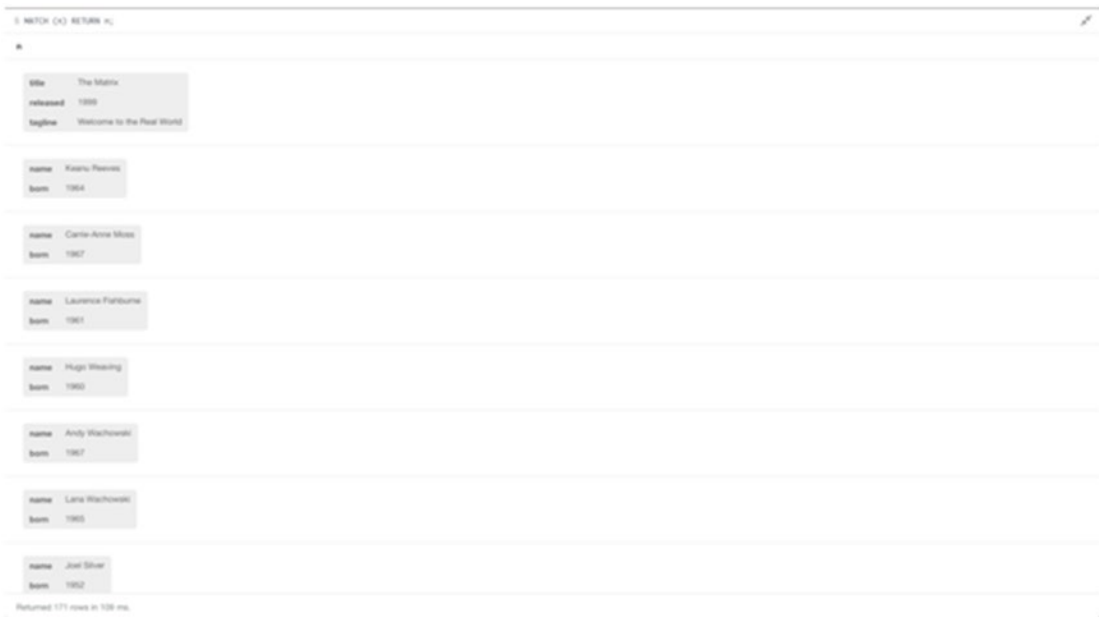 $ MATCH (n) RETURN n;
n
title The Matrix
released 1999
tagline Welcome to the Real World
name Keanu Reeves
born 1964
name Carrie-Anne Moss
born 1967
name Laurence Fishburne
born 1961
name Hugo Weaving
born 1960
name Andy Wachowski
born 1967
name Lana Wachowski
born 1965
name Joel Silver
born 1952
Returned 171 rows in 108 ms.